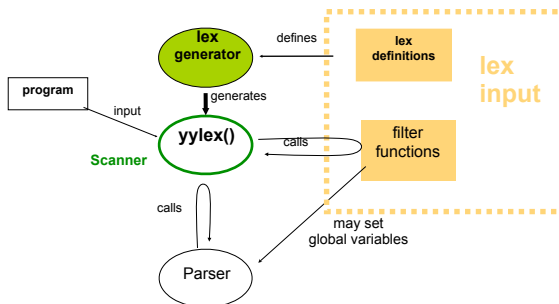 lex
generator
defines
lex
definitions
lex
input
program
generates
input
yylex()
Scanner
calls
filter
functions
calls
may set
global variables
Parser